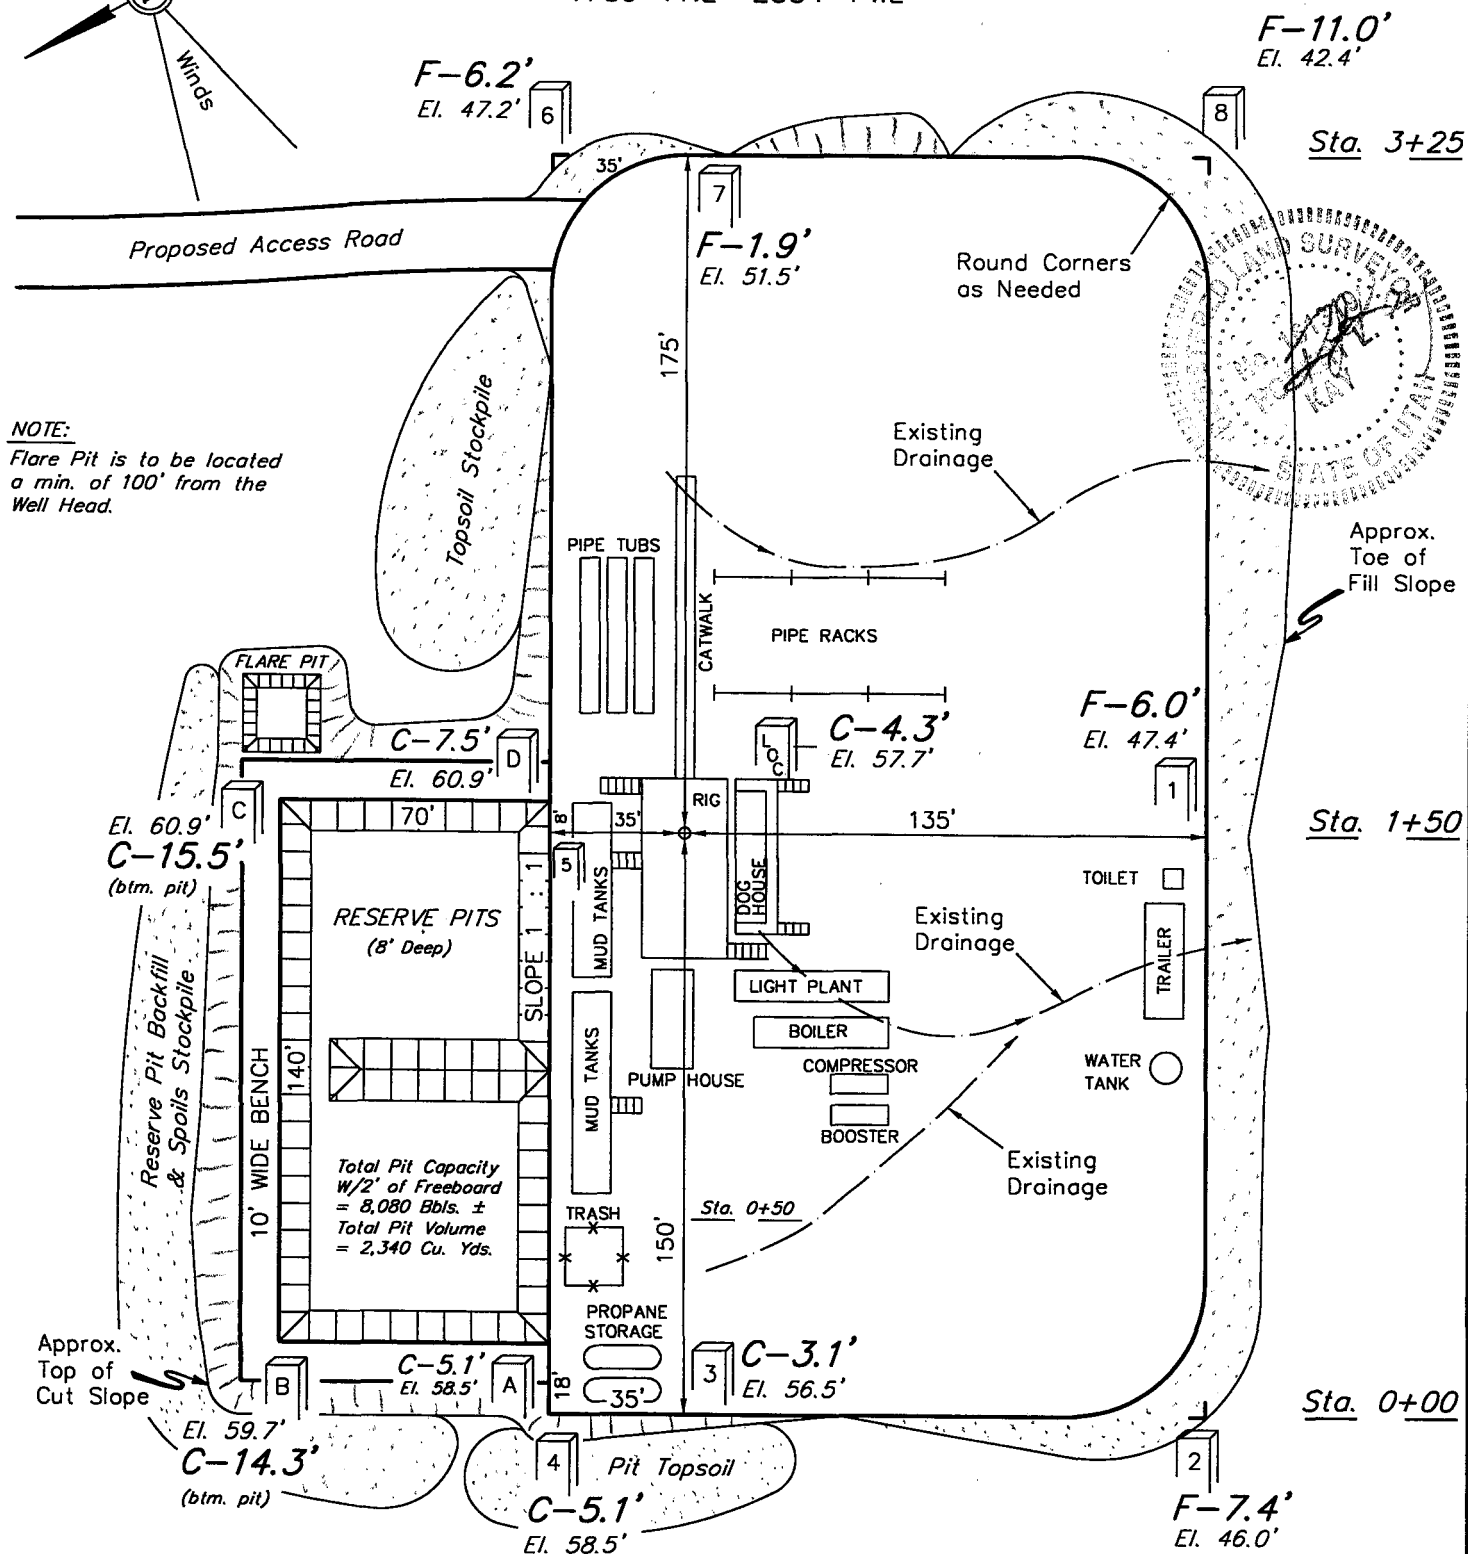 Winds
F-6.2'
El. 47.2'
6
F-11.0'
El. 42.4'
8
Sta. 3+25
35'
7
F-1.9'
El. 51.5'
Proposed Access Road
Round Corners
as Needed
REGISTERED LAND SURVEYOR
KAY
STATE OF UTAH
175'
Topsoil Stockpile
NOTE:
Flare Pit is to be located
a min. of 100' from the
Well Head.
Existing
Drainage
Approx.
Toe of
Fill Slope
PIPE TUBS
CATWALK
PIPE RACKS
FLARE PIT
C-7.5'
El. 60.9'
D
LOC
C-4.3'
El. 57.7'
F-6.0'
El. 47.4'
1
C
El. 60.9'
C-15.5'
(btm. pit)
70'
8'
35'
RIG
135'
Sta. 1+50
5
MUD TANKS
DOG
HOUSE
TOILET
RESERVE PITS
(8' Deep)
SLOPE 1 : 1
Existing
Drainage
TRAILER
LIGHT PLANT
BOILER
Reserve Pit Backfill
& Spoils Stockpile
10' WIDE BENCH
140'
MUD TANKS
PUMP HOUSE
COMPRESSOR
BOOSTER
WATER
TANK
Existing
Drainage
Total Pit Capacity
W/2' of Freeboard
= 8,080 Bbls. ±
Total Pit Volume
= 2,340 Cu. Yds.
TRASH
Sta. 0+50
150'
PROPANE
STORAGE
Approx.
Top of
Cut Slope
B
El. 59.7'
C-14.3'
(btm. pit)
C-5.1'
El. 58.5'
A
18'
35'
3
C-3.1'
El. 56.5'
Sta. 0+00
4
Pit Topsoil
C-5.1'
El. 58.5'
2
F-7.4'
El. 46.0'